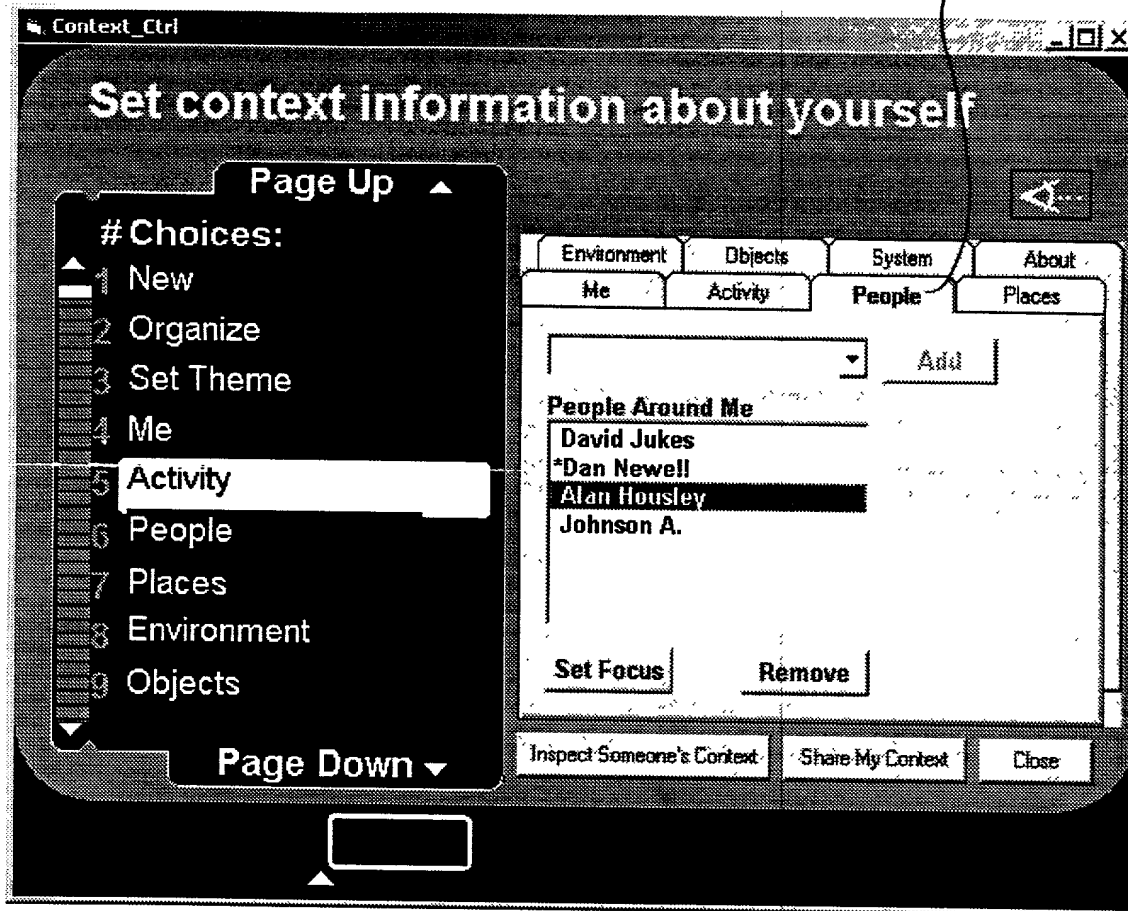 Context_Ctrl
Set context information about yourself
Page Up
# Choices:
1 New
2 Organize
3 Set Theme
4 Me
5 Activity
6 People
7 Places
8 Environment
9 Objects
Page Down
Environment Objects System About
Me Activity People Places
Add
People Around Me
David Jukes
*Dan Newell
Alan Housley
Johnson A.
Set Focus Remove
Inspect Someone's Context Share My Context Close